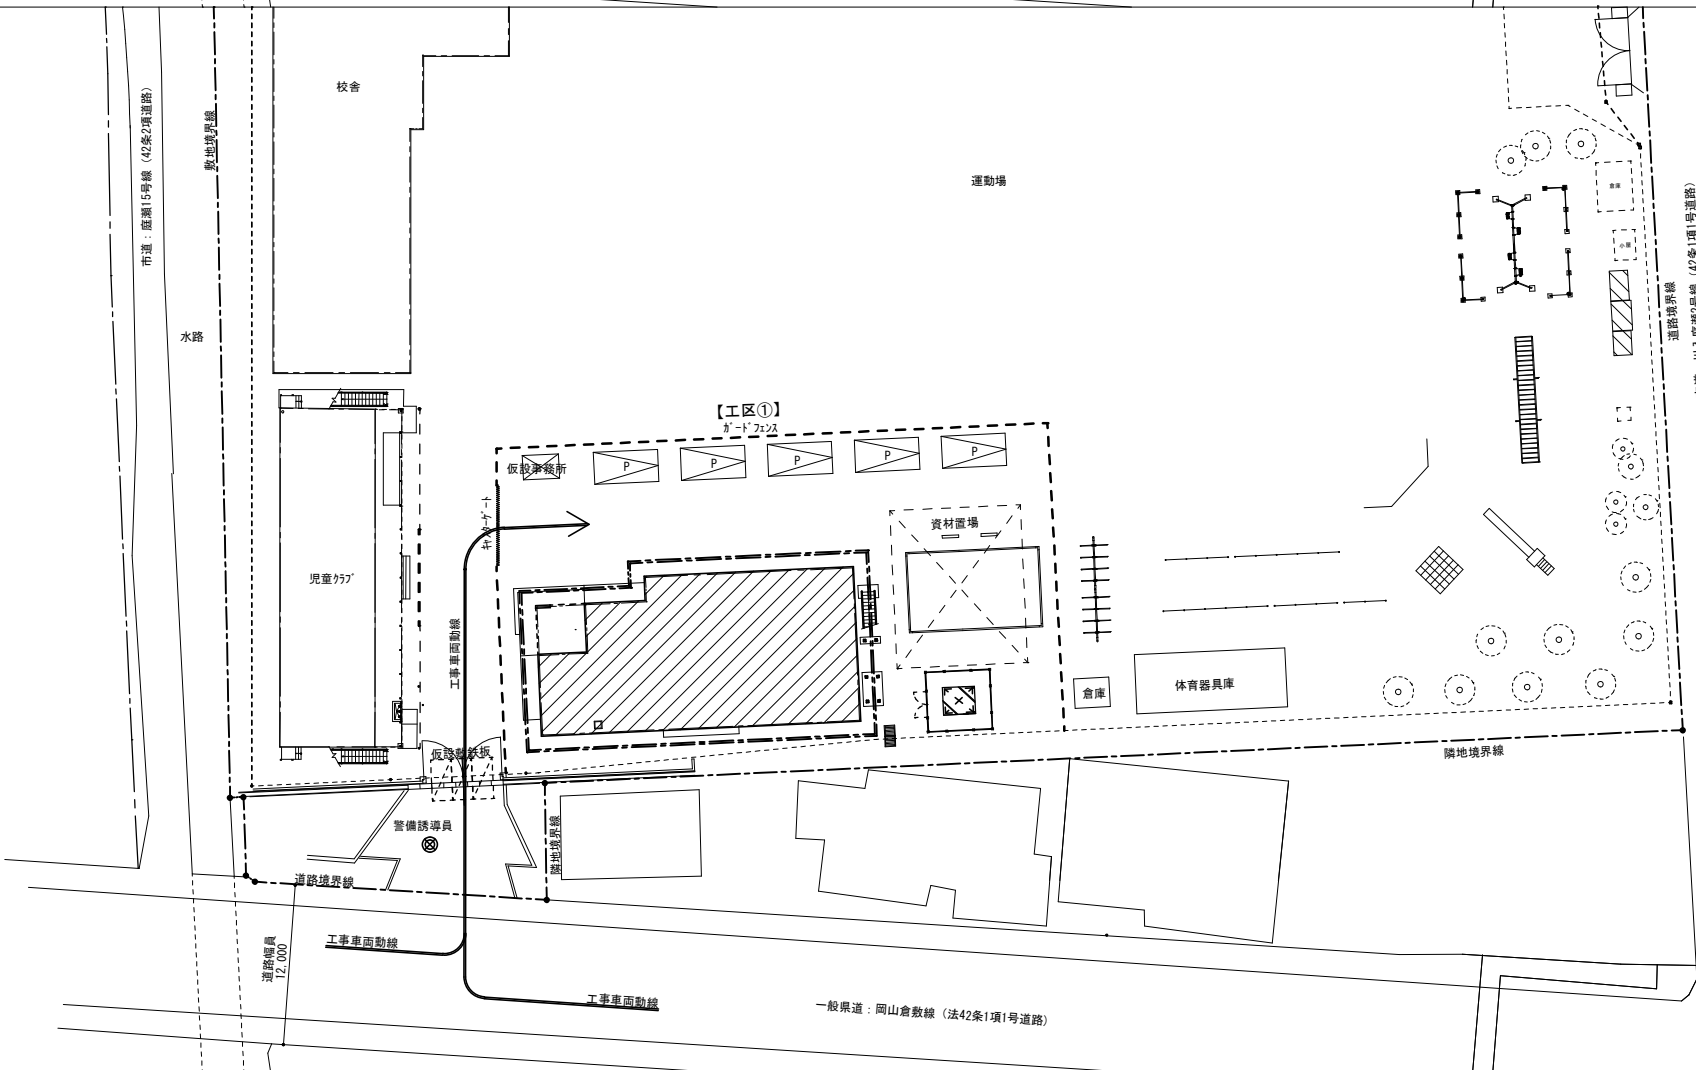 校舎
市道：庭瀬15号線（42条2項道路）
敷地境界線
運動場
倉庫
小屋
水路
道路境界線
【工区①】
ｶﾞｰﾄﾞﾌｪﾝｽ
仮設事務所
P
P
P
P
P
ｷｬｽﾀｰｹﾞｰﾄ
資材置場
児童ｸﾗﾌﾞ
工事車両動線
倉庫
体育器具庫
仮設敷鉄板
隣地境界線
警備誘導員
隣地境界線
道路境界線
工事車両動線
道路幅員
12,000
工事車両動線
一般県道：岡山倉敷線（法42条1項1号道路）